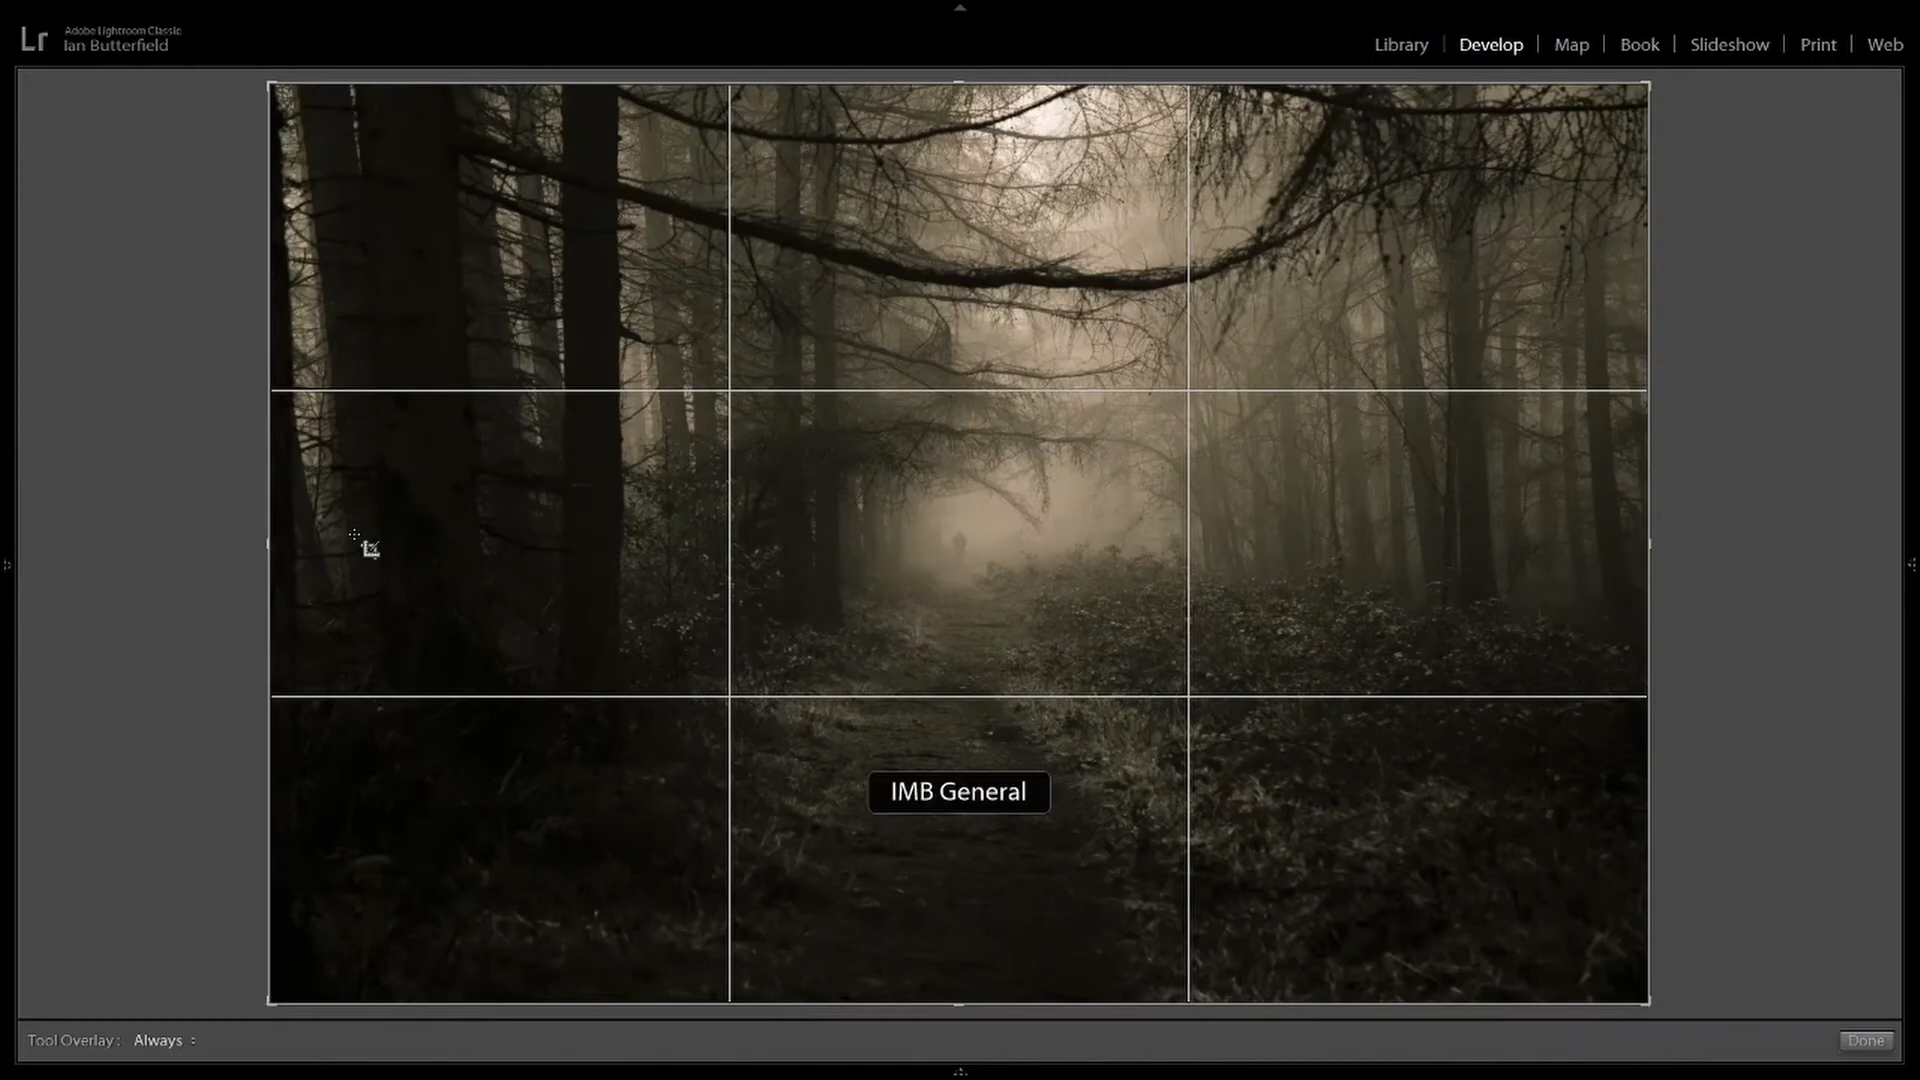 Lr
Adobe Lightroom Classic
Ian Butterfield
Library | Develop | Map | Book | Slideshow | Print | Web
IMB General
Tool Overlay : Always
Done